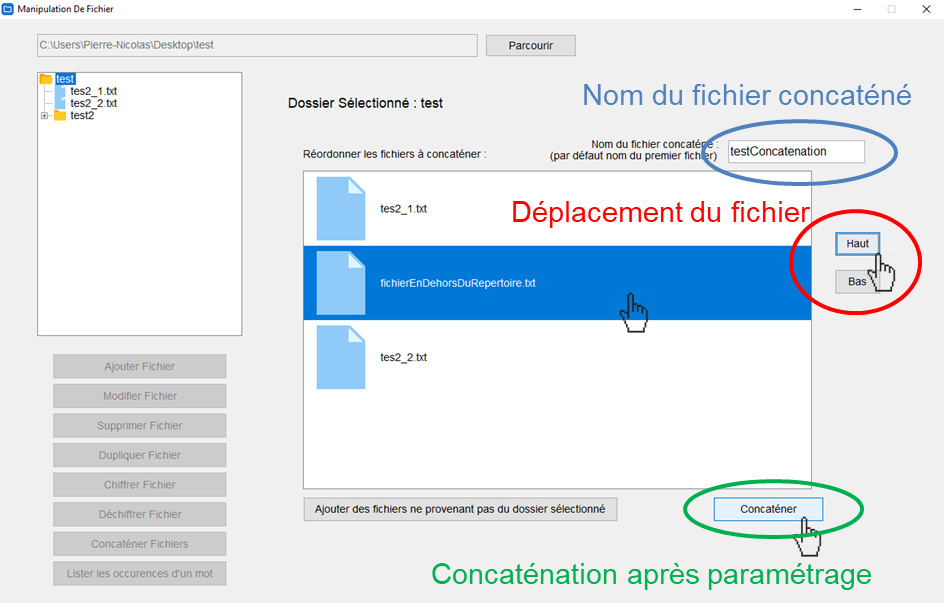 Manipulation De Fichier
C:\Users\Pierre-Nicolas\Desktop\test
Parcourir
test
tes2_1.txt
tes2_2.txt
test2
Dossier Sélectionné : test
Nom du fichier concaténé
Réordonner les fichiers à concaténer :
Nom du fichier concaténé :
(par défaut nom du premier fichier)
testConcatenation
tes2_1.txt
Déplacement du fichier
Haut
fichierEnDehorsDuRepertoire.txt
Bas
tes2_2.txt
Ajouter Fichier
Modifier Fichier
Supprimer Fichier
Dupliquer Fichier
Chiffrer Fichier
Déchiffrer Fichier
Concaténer Fichiers
Lister les occurences d'un mot
Ajouter des fichiers ne provenant pas du dossier sélectionné
Concaténer
Concaténation après paramétrage